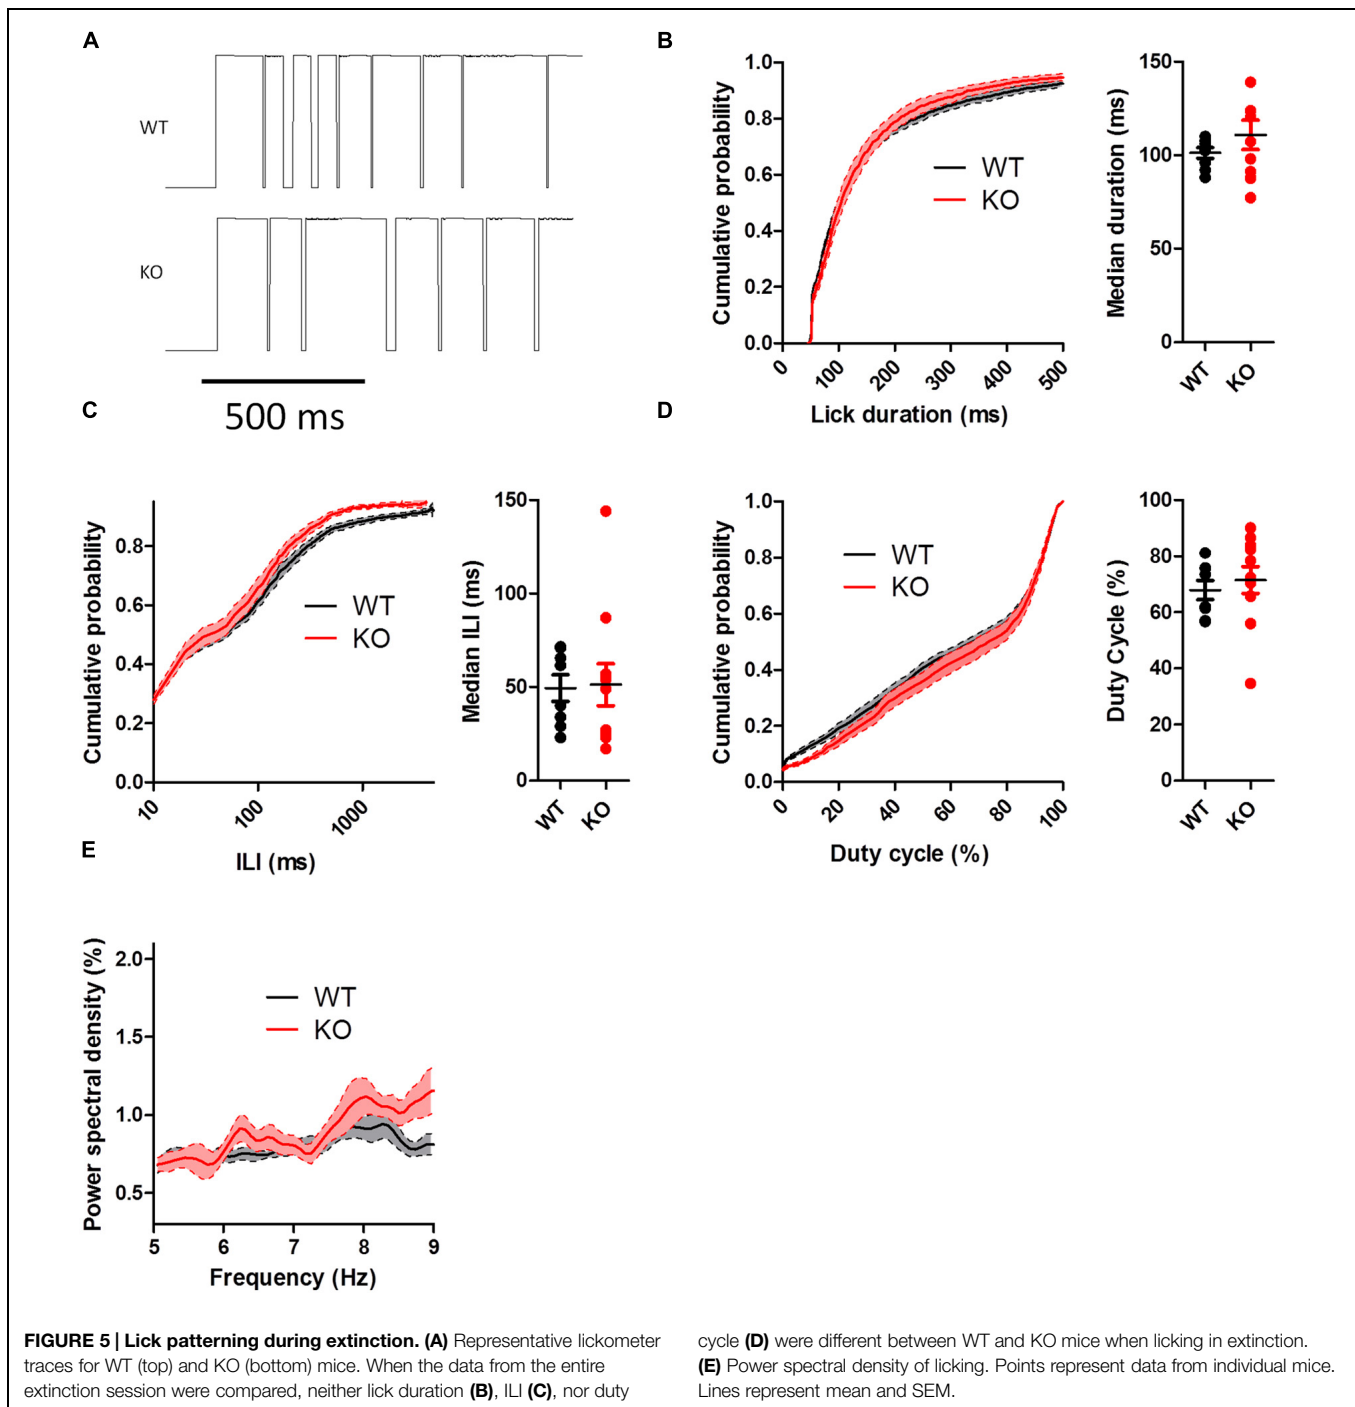 A
WT
KO
500 ms
B
Cumulative probability
1.0
0.8
0.6
0.4
0.2
0.0
0
100
200
300
400
500
Lick duration (ms)
WT
KO
Median duration (ms)
150
100
50
0
WT
KO
C
Cumulative probability
0.8
0.6
0.4
0.2
0.0
10
100
1000
ILI (ms)
WT
KO
Median ILI (ms)
150
100
50
0
WT
KO
D
Cumulative probability
1.0
0.8
0.6
0.4
0.2
0.0
0
20
40
60
80
100
Duty cycle (%)
WT
KO
Duty Cycle (%)
100
80
60
40
20
0
WT
KO
E
Power spectral density (%)
2.0
1.5
1.0
0.5
5
6
7
8
9
Frequency (Hz)
WT
KO
FIGURE 5 | Lick patterning during extinction. (A) Representative lickometer
traces for WT (top) and KO (bottom) mice. When the data from the entire
extinction session were compared, neither lick duration (B), ILI (C), nor duty
cycle (D) were different between WT and KO mice when licking in extinction.
(E) Power spectral density of licking. Points represent data from individual mice.
Lines represent mean and SEM.